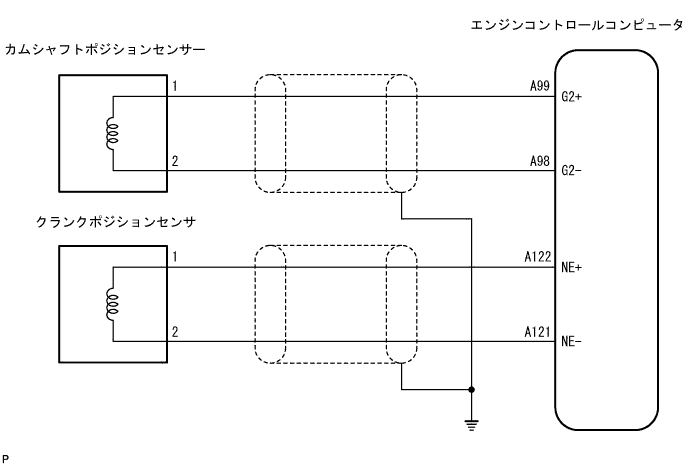 エンジンコントロールコンピュータ
カムシャフトポジションセンサー
1
A99
G2+
2
A98
G2-
クランクポジションセンサ
1
A122
NE+
2
A121
NE-
P